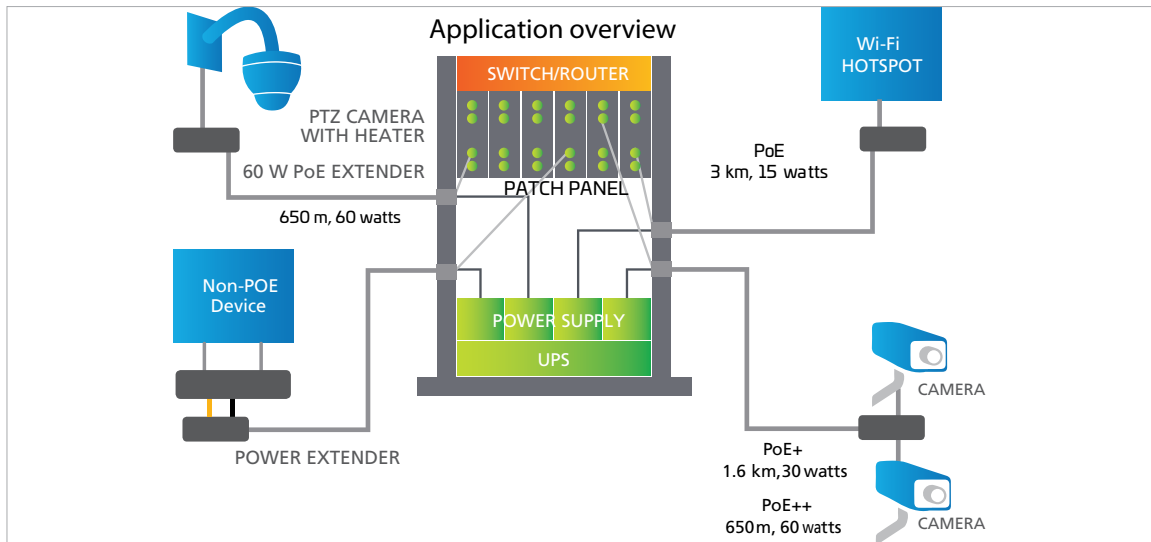 Application overview
SWITCH/ROUTER
Wi-Fi
HOTSPOT
PTZ CAMERA
WITH HEATER
60 W PoE EXTENDER
650 m, 60 watts
PATCH PANEL
PoE
3 km, 15 watts
Non-POE
Device
POWER SUPPLY
UPS
POWER EXTENDER
CAMERA
PoE+
1.6 km,30 watts
PoE++
650m, 60 watts
CAMERA